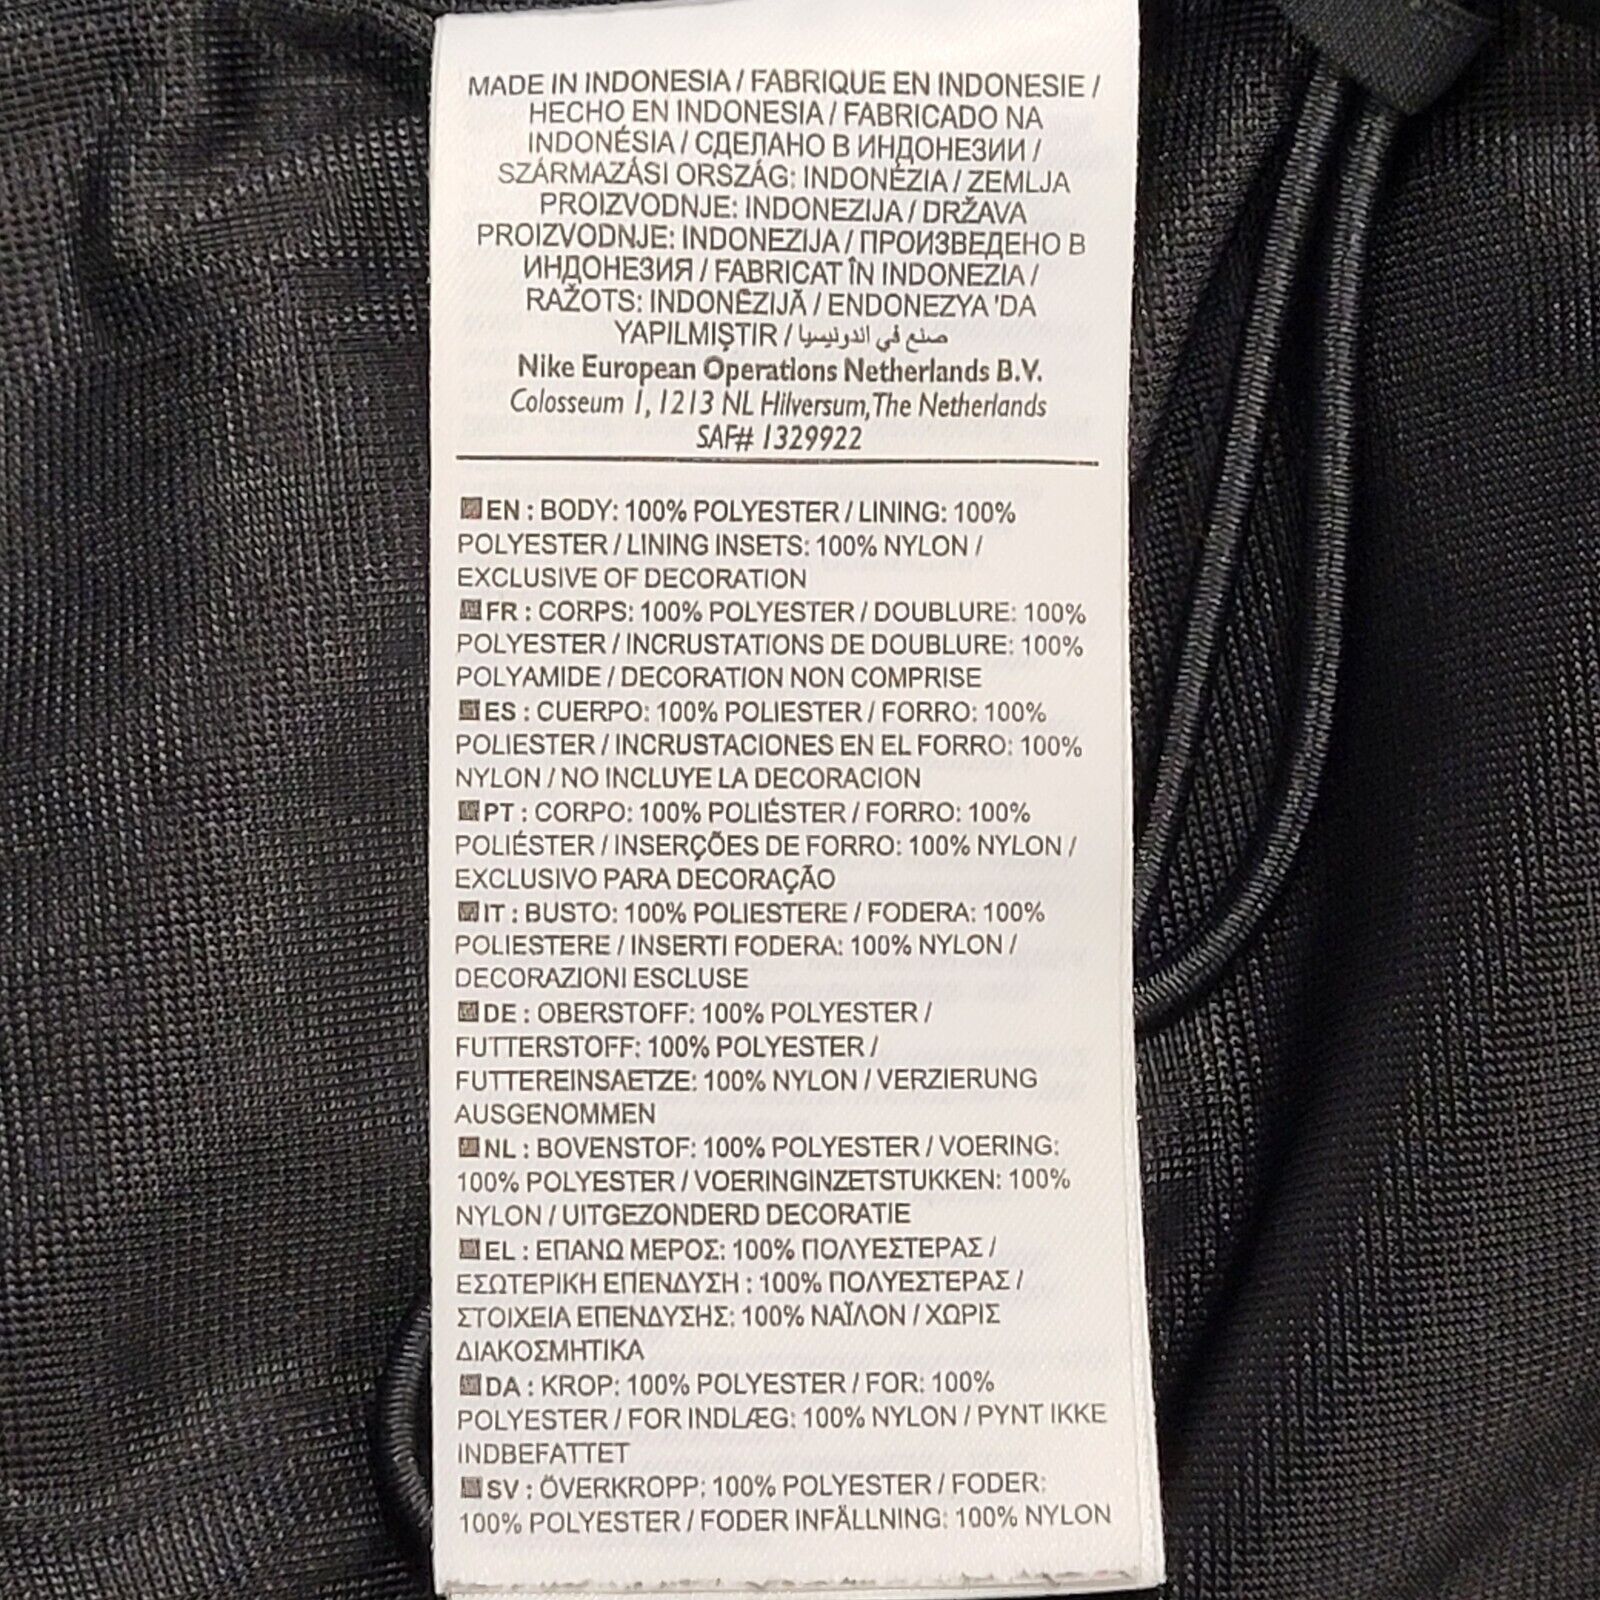 MADE IN INDONESIA / FABRIQUE EN INDONESIE /
HECHO EN INDONESIA / FABRICADO NA
INDONÉSIA / СДЕЛАНО В ИНДОНЕЗИИ /
SZÁRMAZÁSI ORSZÁG: INDONÉZIA / ZEMLJA
PROIZVODNJE: INDONEZIJA / DRŽAVA
PROIZVODNJE: INDONEZIJA / ПРОИЗВЕДЕНО В
ИНДОНЕЗИЯ / FABRICAT ÎN INDONEZIA /
RAŽOTS: INDONĒZIJĀ / ENDONEZYA 'DA
YAPILMIŞTIR / صنع في اندونيسيا
Nike European Operations Netherlands B.V.
Colosseum 1, 1213 NL Hilversum, The Netherlands
SAF# 1329922
EN : BODY: 100% POLYESTER / LINING: 100%
POLYESTER / LINING INSETS: 100% NYLON /
EXCLUSIVE OF DECORATION
FR : CORPS: 100% POLYESTER / DOUBLURE: 100%
POLYESTER / INCRUSTATIONS DE DOUBLURE: 100%
POLYAMIDE / DECORATION NON COMPRISE
ES : CUERPO: 100% POLIESTER / FORRO: 100%
POLIESTER / INCRUSTACIONES EN EL FORRO: 100%
NYLON / NO INCLUYE LA DECORACION
PT : CORPO: 100% POLIÉSTER / FORRO: 100%
POLIÉSTER / INSERÇÕES DE FORRO: 100% NYLON /
EXCLUSIVO PARA DECORAÇÃO
IT : BUSTO: 100% POLIESTERE / FODERA: 100%
POLIESTERE / INSERTI FODERA: 100% NYLON /
DECORAZIONI ESCLUSE
DE : OBERSTOFF: 100% POLYESTER /
FUTTERSTOFF: 100% POLYESTER /
FUTTEREINSAETZE: 100% NYLON / VERZIERUNG
AUSGENOMMEN
NL : BOVENSTOF: 100% POLYESTER / VOERING:
100% POLYESTER / VOERINGINZETSTUKKEN: 100%
NYLON / UITGEZONDERD DECORATIE
EL : ΕΠΑΝΩ ΜΕΡΟΣ: 100% ΠΟΛΥΕΣΤΕΡΑΣ /
ΕΣΩΤΕΡΙΚΗ ΕΠΕΝΔΥΣΗ : 100% ΠΟΛΥΕΣΤΕΡΑΣ /
ΣΤΟΙΧΕΙΑ ΕΠΕΝΔΥΣΗΣ: 100% ΝΑΪΛΟΝ / ΧΩΡΙΣ
ΔΙΑΚΟΣΜΗΤΙΚΑ
DA : KROP: 100% POLYESTER / FOR: 100%
POLYESTER / FOR INDLÆG: 100% NYLON / PYNT IKKE
INDBEFATTET
SV : ÖVERKROPP: 100% POLYESTER / FODER:
100% POLYESTER / FODER INFÄLLNING: 100% NYLON